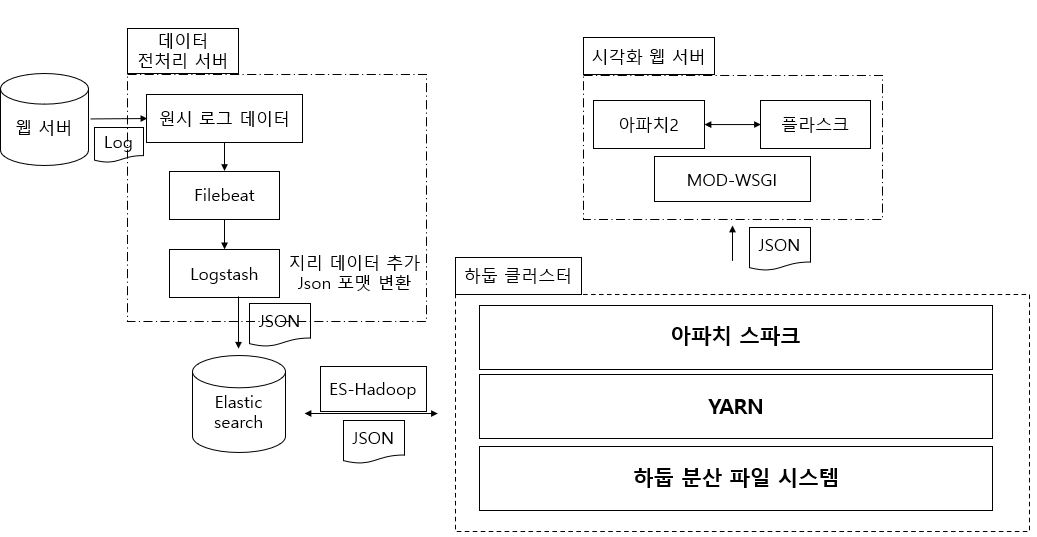 데이터
전처리 서버
웹 서버
Log
원시 로그 데이터
Filebeat
Logstash
지리 데이터 추가
Json 포맷 변환
JSON
Elastic
search
ES-Hadoop
JSON
시각화 웹 서버
아파치2
플라스크
MOD-WSGI
JSON
하둡 클러스터
아파치 스파크
YARN
하둡 분산 파일 시스템